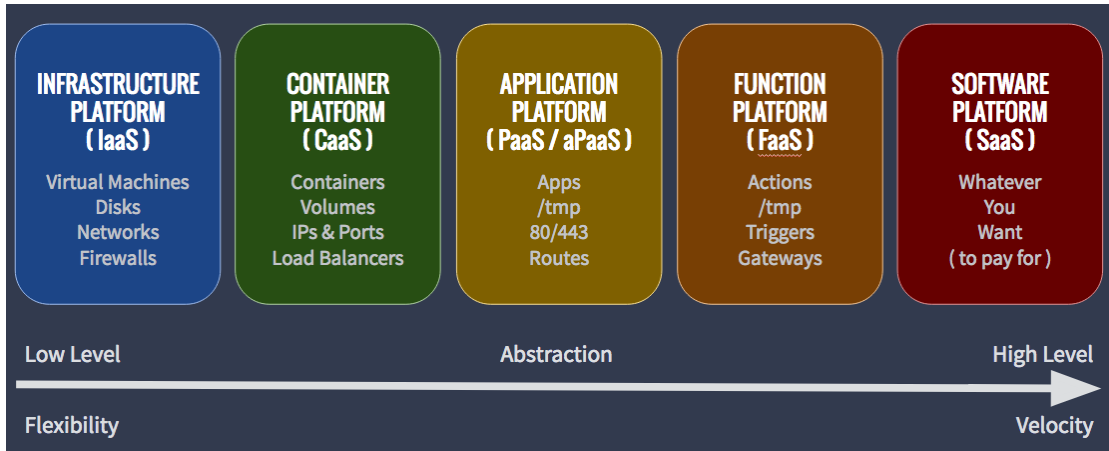 INFRASTRUCTURE
PLATFORM
( IaaS )
Virtual Machines
Disks
Networks
Firewalls
CONTAINER
PLATFORM
( CaaS )
Containers
Volumes
IPs & Ports
Load Balancers
APPLICATION
PLATFORM
( PaaS / aPaaS )
Apps
/tmp
80/443
Routes
FUNCTION
PLATFORM
( FaaS )
Actions
/tmp
Triggers
Gateways
SOFTWARE
PLATFORM
( SaaS )
Whatever
You
Want
( to pay for )
Low Level
Abstraction
High Level
Flexibility
Velocity